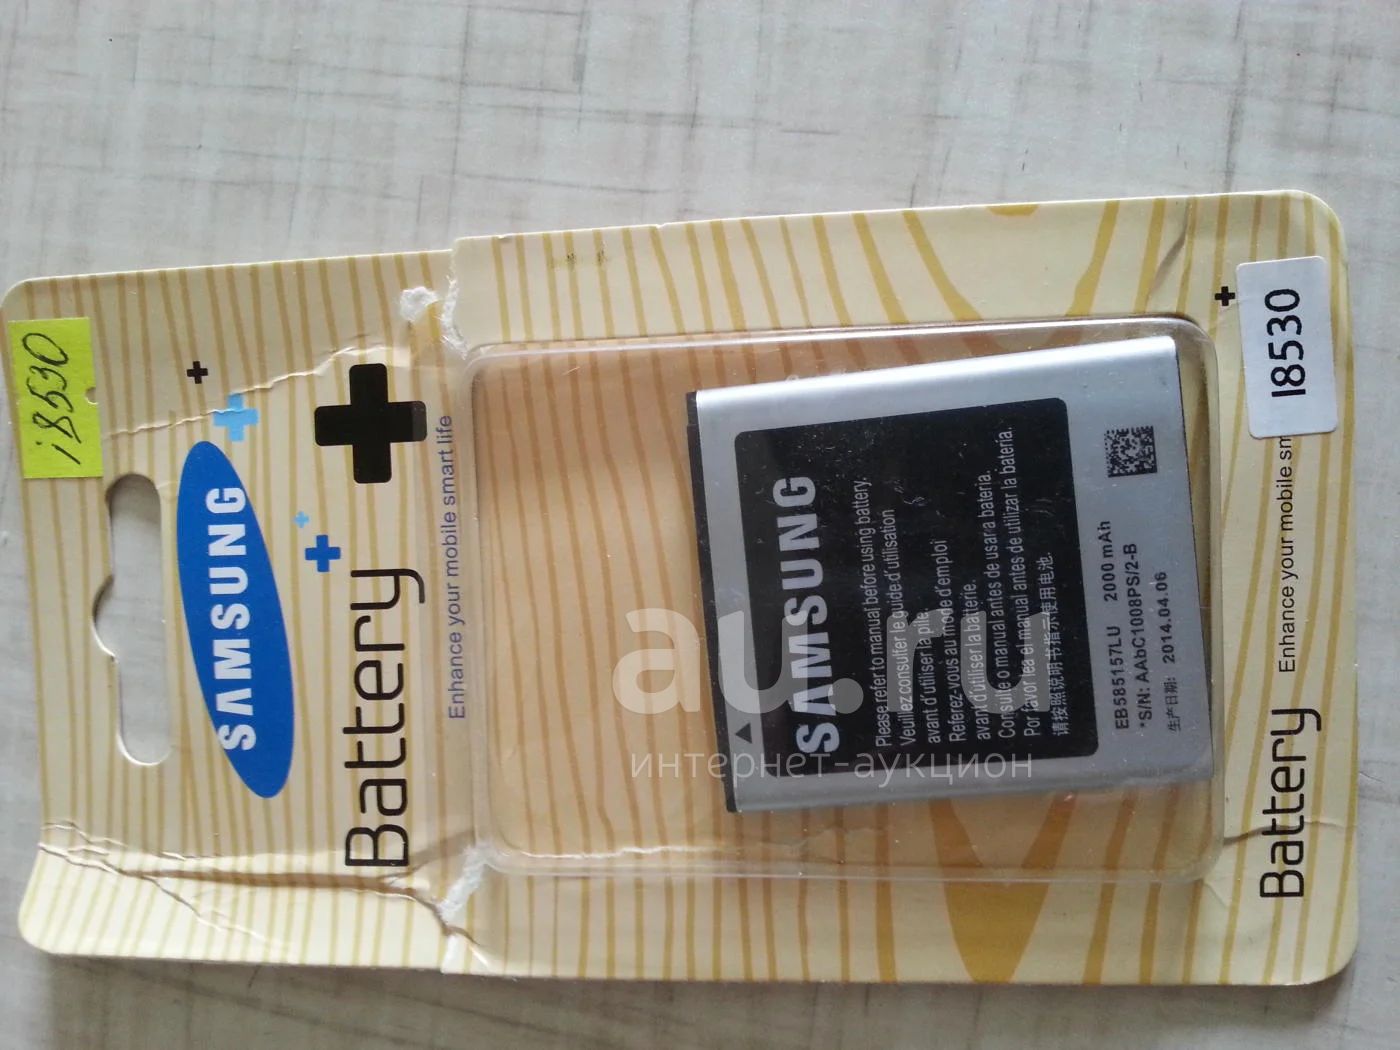 i8530
SAMSUNG
Battery
Enhance your mobile smart life
SAMSUNG
Please refer to manual before using battery.
Veuillez consulter le guide d'utilisation
avant d'utiliser la pile.
Referez-vous au mode d'emploi
avant d'utiliser la batterie.
Consulte o manual antes de usar a bateria.
Por favor lea el manual antes de utilizar la bateria.
请按照说明书指示使用电池.
EB585157LU 2000 mAh
*S/N: AAbC1008PS/2-B
生产日期: 2014.04.06
I8530
Battery Enhance your mobile sm
au.ru
интернет-аукцион